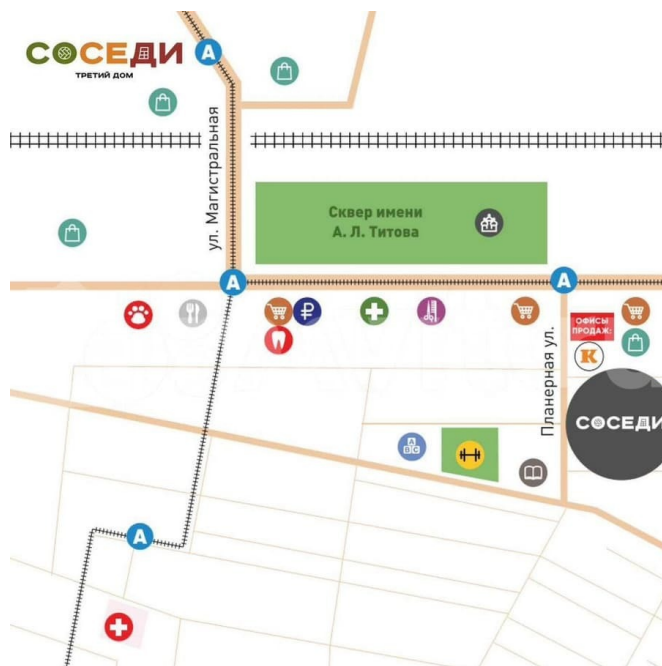 СОСЕДИ
ТРЕТИЙ ДОМ
А
ул. Магистральная
Сквер имени
А. Л. Титова
А
А
₽
ОФИСЫ
ПРОДАЖ:
К
Планерная ул.
СОСЕДИ
A
B C
А